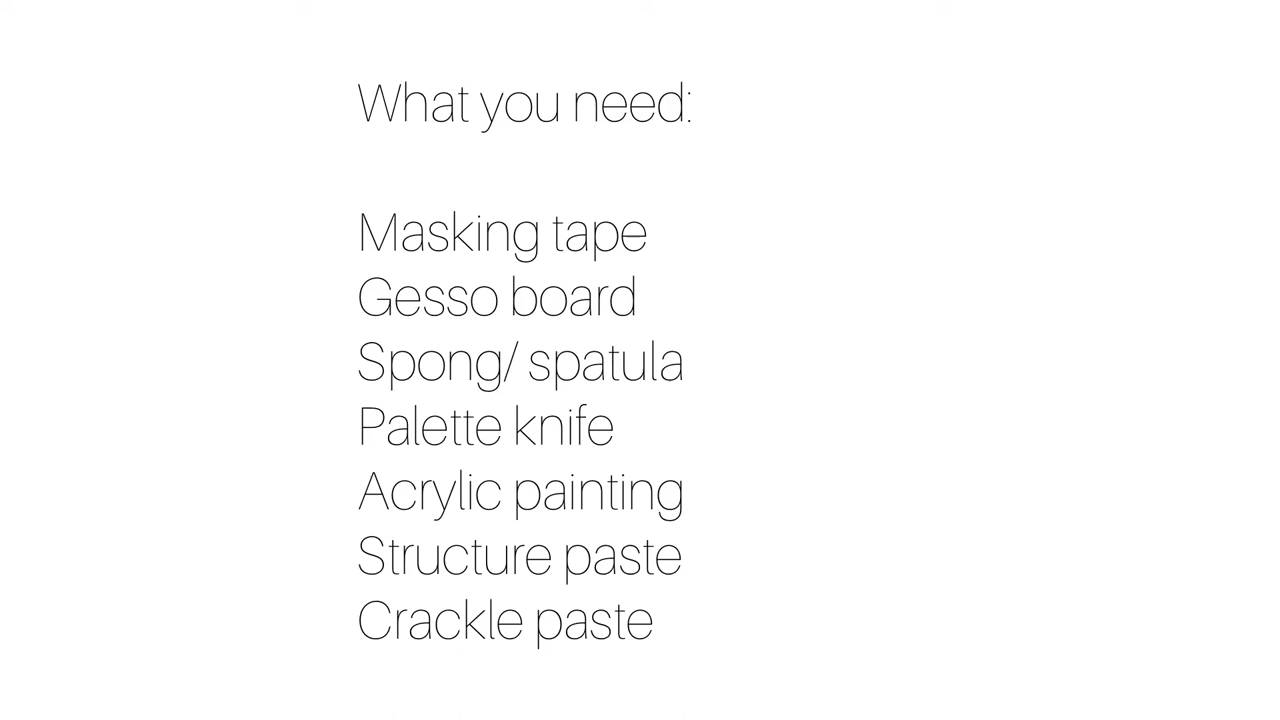 What you need:
Masking tape
Gesso board
Spong/ spatula
Palette knife
Acrylic painting
Structure paste
Crackle paste